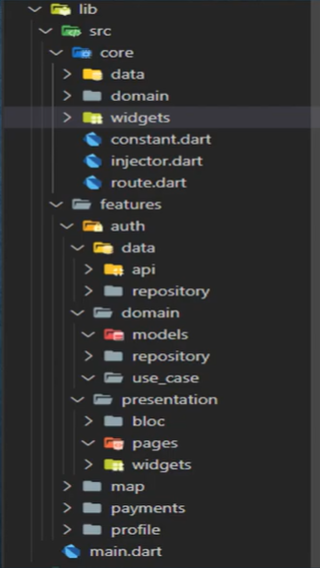 lib
src
core
data
domain
widgets
constant.dart
injector.dart
route.dart
features
auth
data
api
repository
domain
models
repository
use_case
presentation
bloc
pages
widgets
map
payments
profile
main.dart